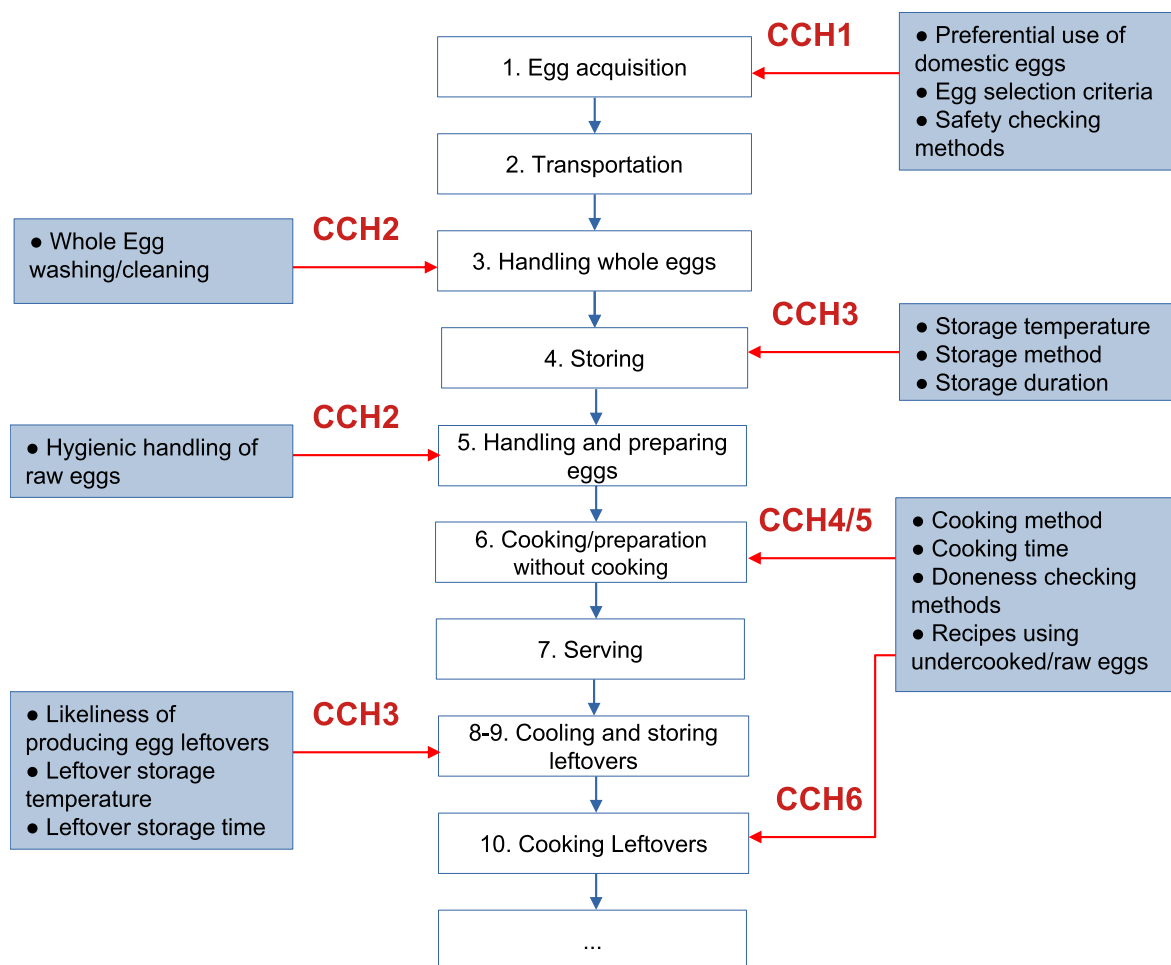 CCH1
1. Egg acquisition
● Preferential use of
domestic eggs
● Egg selection criteria
● Safety checking
methods
2. Transportation
● Whole Egg
washing/cleaning
CCH2
3. Handling whole eggs
CCH3
4. Storing
● Storage temperature
● Storage method
● Storage duration
● Hygienic handling of
raw eggs
CCH2
5. Handling and preparing
eggs
CCH4/5
6. Cooking/preparation
without cooking
● Cooking method
● Cooking time
● Doneness checking
methods
● Recipes using
undercooked/raw eggs
7. Serving
● Likeliness of
producing egg leftovers
● Leftover storage
temperature
● Leftover storage time
CCH3
8-9. Cooling and storing
leftovers
CCH6
10. Cooking Leftovers
...